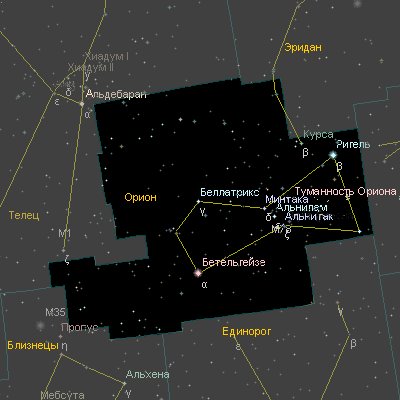 Эридан
Хиадум I
Хиадум II
γ
δ
ε
α
Альдебаран
Курса
β
Ригель
β
Беллатрикс
γ
Туманность Ориона
Минтака
Альнилам
δ
Альнитак
ζ
Орион
Телец
M1
ζ
Бетельгейзе
α
M35
Пропус
Единорог
ε
γ
β
Близнецы
η
Альхена
γ
Мебсута